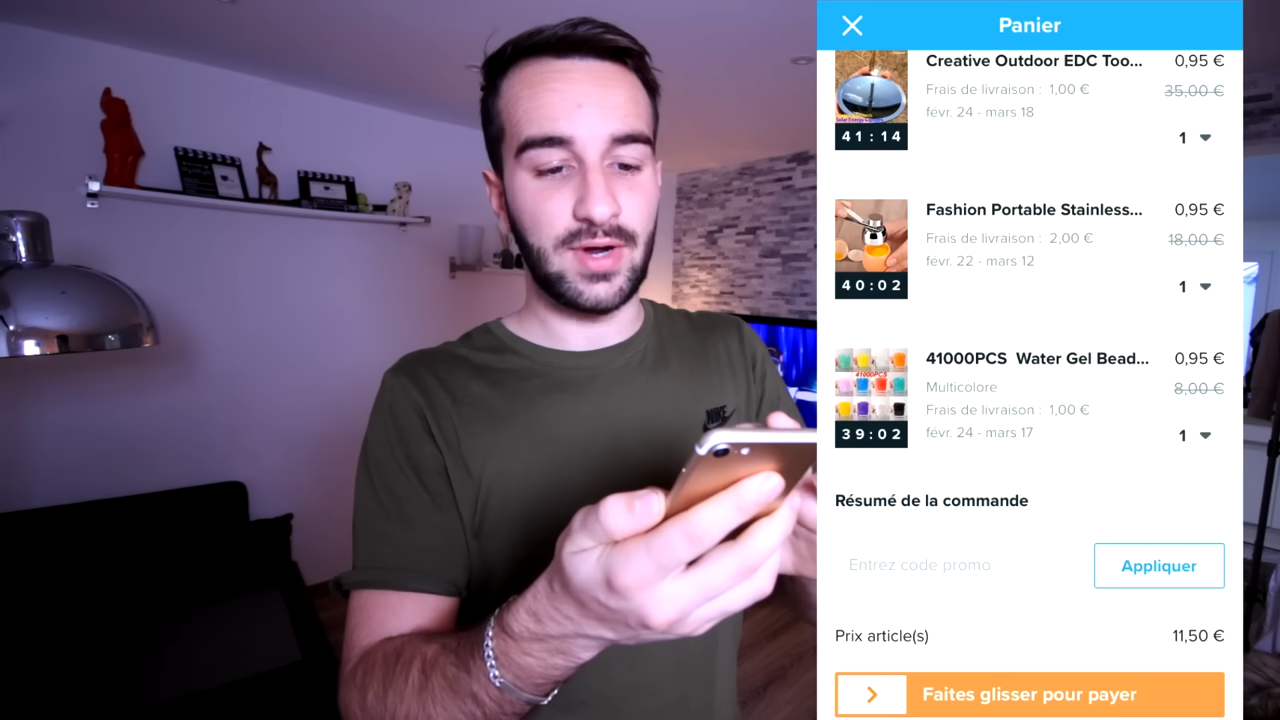 Panier
Creative Outdoor EDC Too... 0,95 €
Frais de livraison : 1,00 € 35,00 €
févr. 24 - mars 18
41:14 1
Fashion Portable Stainless... 0,95 €
Frais de livraison : 2,00 € 18,00 €
févr. 22 - mars 12
40:02 1
41000PCS Water Gel Bead... 0,95 €
Multicolore 8,00 €
41000PCS
Frais de livraison : 1,00 €
févr. 24 - mars 17
39:02 1
Résumé de la commande
Entrez code promo Appliquer
Prix article(s) 11,50 €
Faites glisser pour payer
NIKE